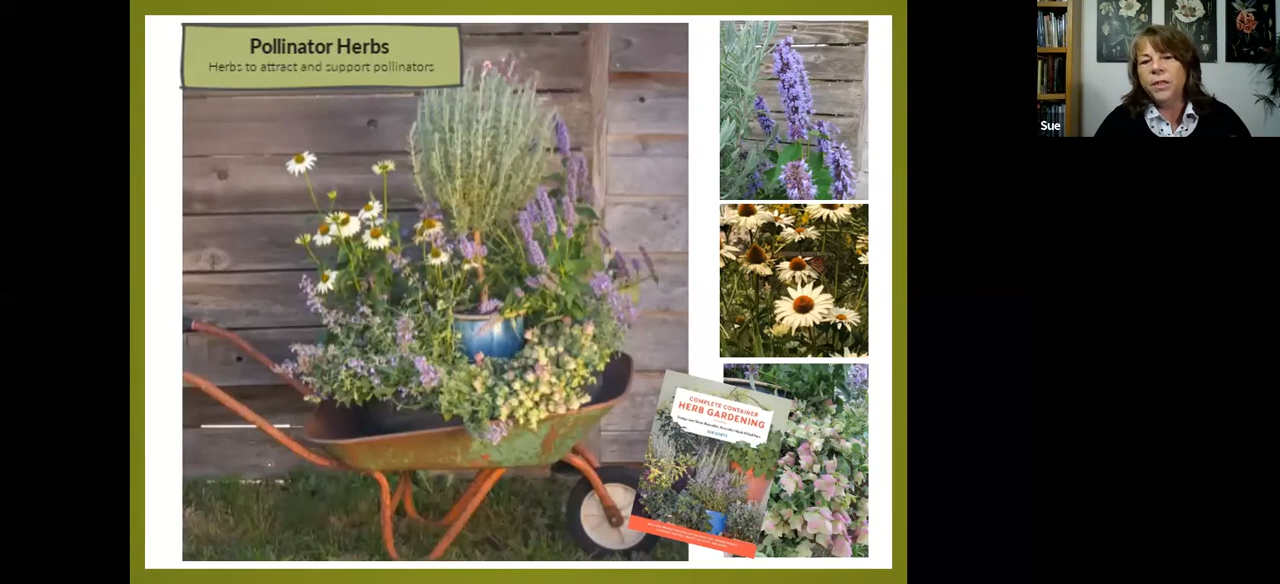 Pollinator Herbs
Herbs to attract and support pollinators
Sue
COMPLETE CONTAINER
HERB GARDENING